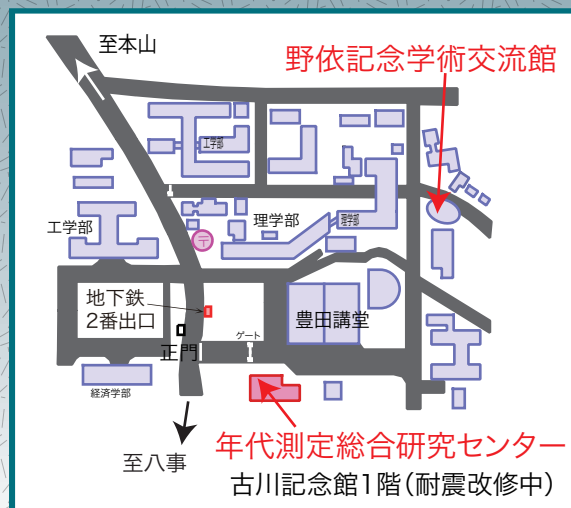 至本山
野依記念学術交流館
工学部
工学部
理学部
理学部
〒
地下鉄
2番出口
豊田講堂
ゲート
正門
経済学部
至八事
年代測定総合研究センター
古川記念館1階(耐震改修中)